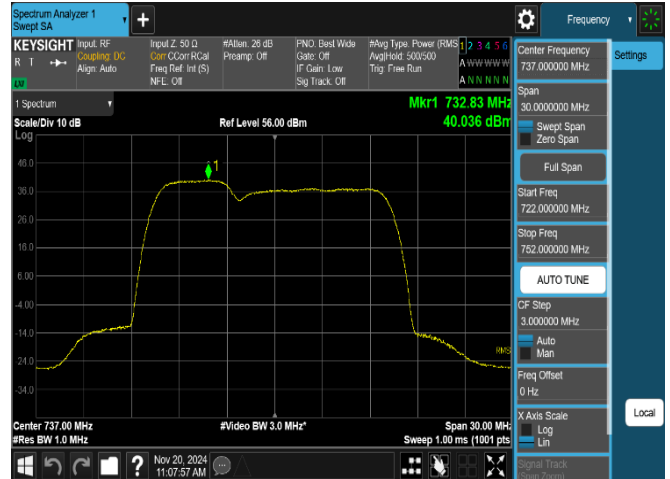 Spectrum Analyzer 1
Swept SA
+
Frequency
KEYSIGHT
R T
LV
Input: RF
Coupling: DC
Align: Auto
Input Z: 50 Ω
Corr CCorr RCal
Freq Ref: Int (S)
NFE: Off
#Atten: 26 dB
Preamp: Off
PNO: Best Wide
Gate: Off
IF Gain: Low
Sig Track: Off
#Avg Type: Power (RMS
Avg|Hold: 500/500
Trig: Free Run
1 2 3 4 5 6
A W W W W W
A N N N N N
1 Spectrum
Mkr1 732.83 MHz
Scale/Div 10 dB
Ref Level 56.00 dBm
40.036 dBm
Log
1
46.0
36.0
26.0
16.0
6.00
-4.00
-14.0
-24.0
-34.0
RMS
Center 737.00 MHz
#Video BW 3.0 MHz*
Span 30.00 MHz
#Res BW 1.0 MHz
Sweep 1.00 ms (1001 pts
?
Nov 20, 2024
11:07:57 AM
Center Frequency
737.000000 MHz
Settings
Span
30.0000000 MHz
Swept Span
Zero Span
Full Span
Start Freq
722.000000 MHz
Stop Freq
752.000000 MHz
AUTO TUNE
CF Step
3.000000 MHz
Auto
Man
Freq Offset
0 Hz
X Axis Scale
Log
Lin
Local
Signal Track
(Span Zoom)